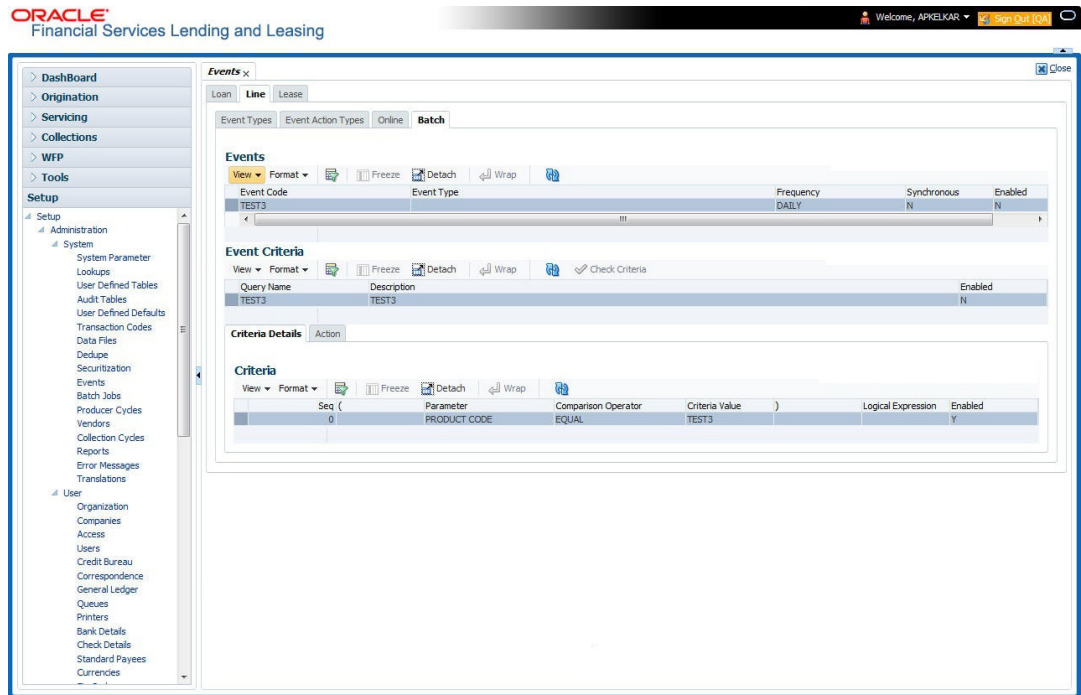 ORACLE
Financial Services Lending and Leasing
Welcome, APKELKAR
Sign Out [QA]
DashBoard
Origination
Servicing
Collections
WFP
Tools
Setup
Setup
Administration
System
System Parameter
Lookups
User Defined Tables
Audit Tables
User Defined Defaults
Transaction Codes
Data Files
Dedupe
Securitization
Events
Batch Jobs
Producer Cycles
Vendors
Collection Cycles
Reports
Error Messages
Translations
User
Organization
Companies
Access
Users
Credit Bureau
Correspondence
General Ledger
Queues
Printers
Bank Details
Check Details
Standard Payees
Currencies
Events
Close
Loan Line Lease
Event Types Event Action Types Online Batch
Events
View Format Freeze Detach Wrap
Event Code Event Type Frequency Synchronous Enabled
TEST3 DAILY N N
Event Criteria
View Format Freeze Detach Wrap Check Criteria
Query Name Description Enabled
TEST3 TEST3 N
Criteria Details Action
Criteria
View Format Freeze Detach Wrap
Seq ( Parameter Comparison Operator Criteria Value ) Logical Expression Enabled
0 PRODUCT CODE EQUAL TEST3 Y